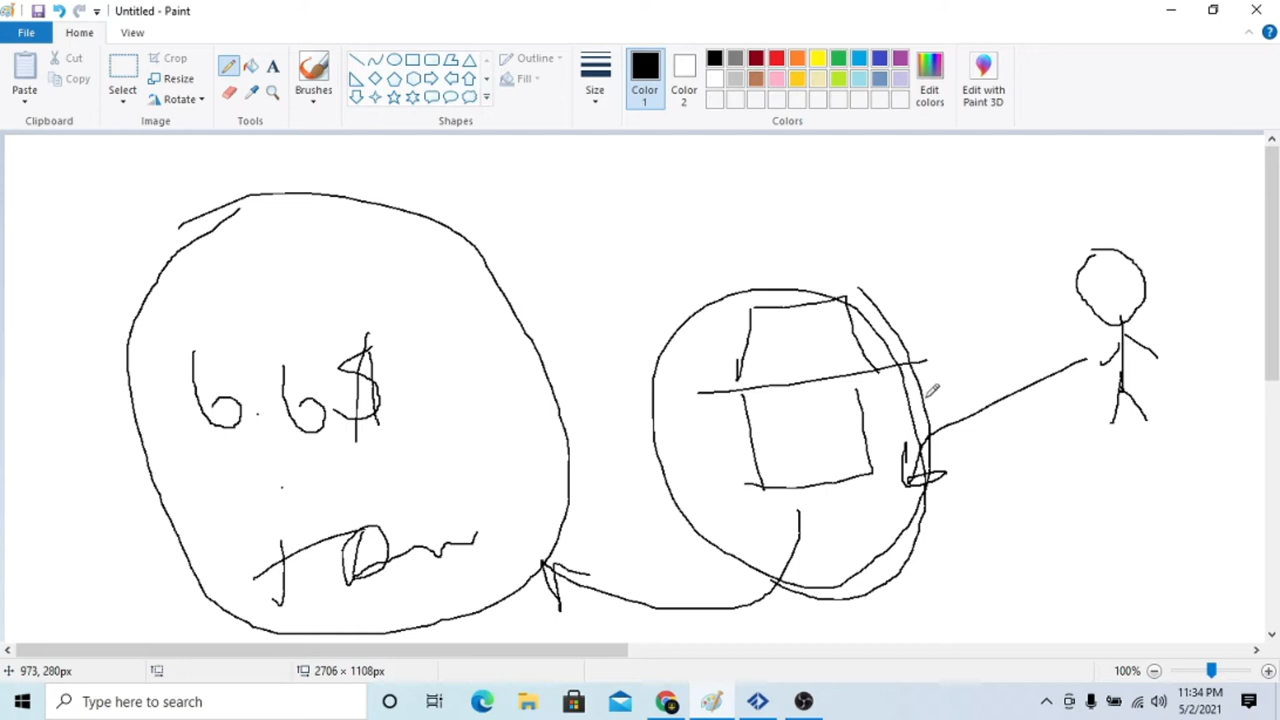 Untitled - Paint
File Home View
Paste
Cut
Copy
Clipboard
Select
Crop
Resize
Rotate
Image
A
Tools
Brushes
Shapes
Outline
Fill
Size
Color 1
Color 2
Edit colors
Colors
Edit with Paint 3D
6.6$
973, 280px
2706 × 1108px
100%
Type here to search
11:34 PM
5/2/2021